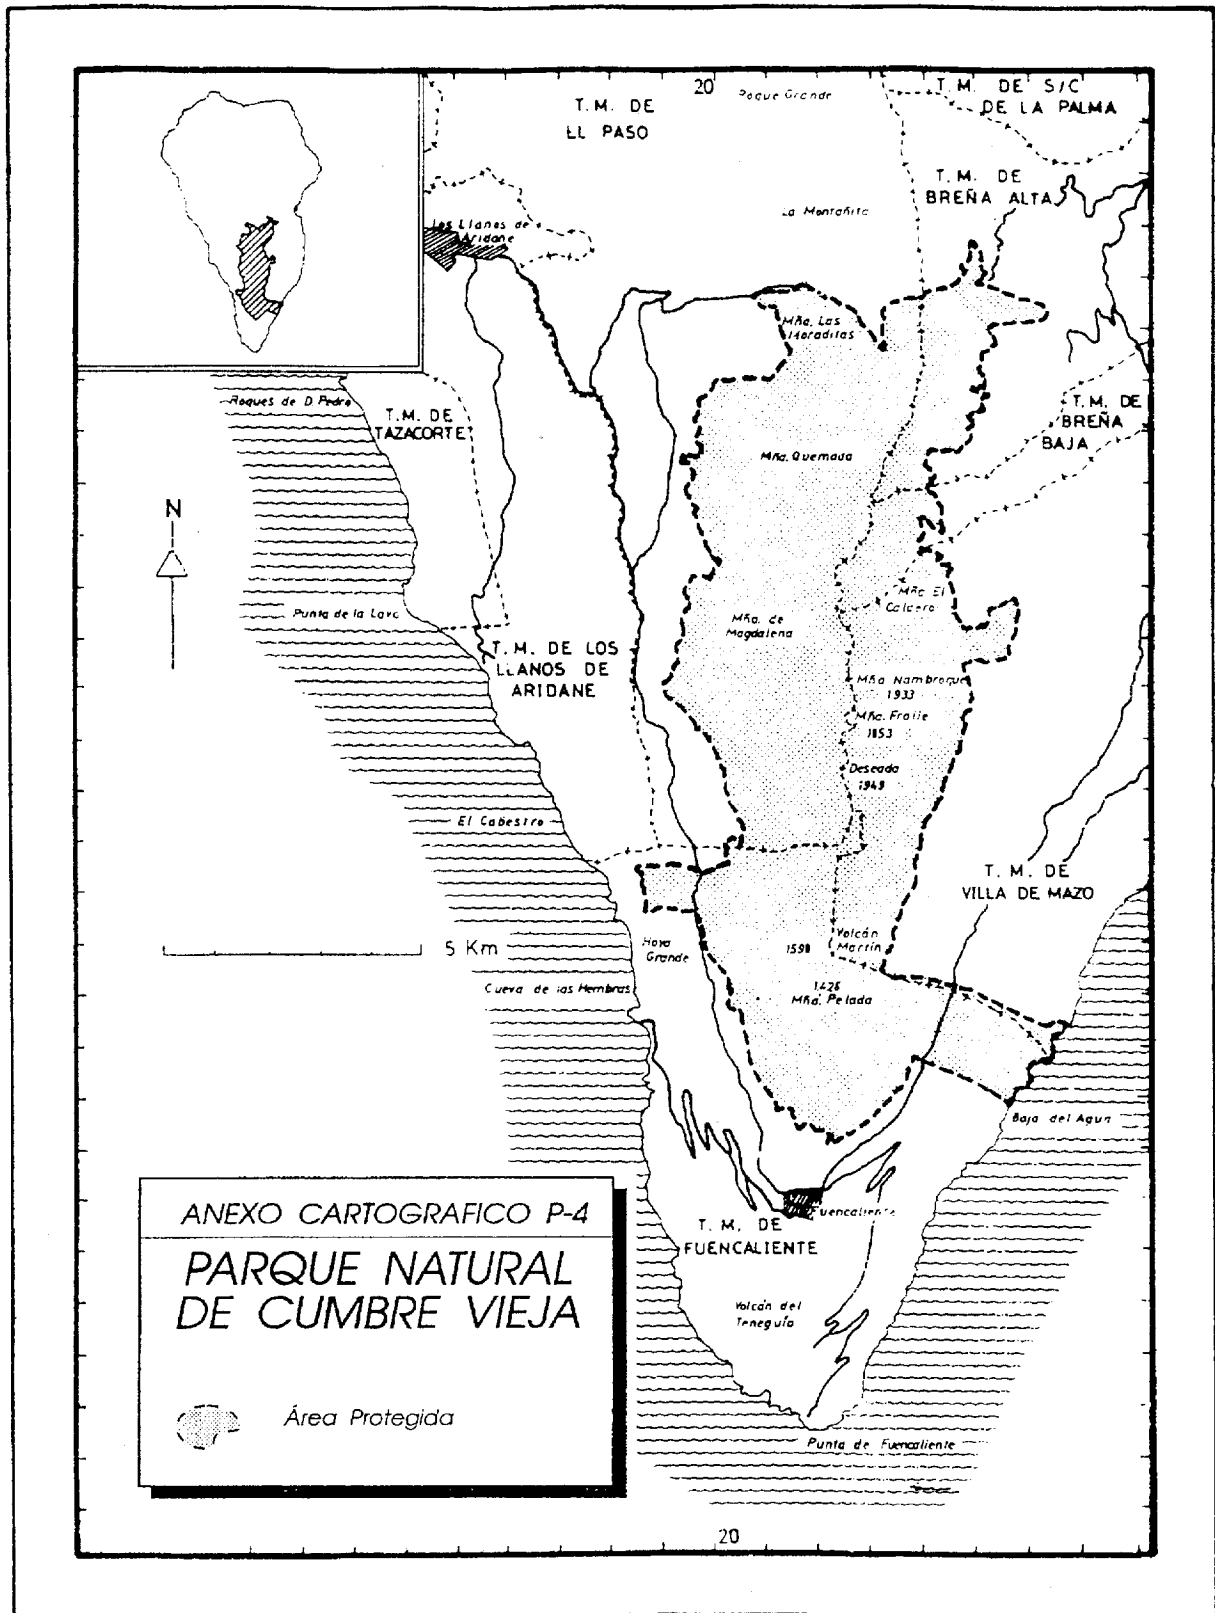 20
Roque Grande
T.M. DE
EL PASO
T.M. DE S/C
DE LA PALMA
T.M. DE
BREÑA ALTA
La Montañita
Los Llanos de
Aridane
Mña. Las
Moraditas
Roques de D. Pedro
T.M. DE
TAZACORTE
T.M. DE
BREÑA
BAJA
Mña. Quemada
N
Mña. El
Calcero
Punta de la Lava
Mña. de
Magdalena
T.M. DE LOS
LLANOS DE
ARIDANE
Mña Nambroque
1933
Mña. Fraile
1853
Deseada
1949
El Cabestro
T. M. DE
VILLA DE MAZO
5 Km
Hoya
Grande
1598
Volcán
Martín
Cueva de las Hembras
1.426
Mña. Pelada
Baja del Agua
ANEXO CARTOGRAFICO P-4
PARQUE NATURAL
DE CUMBRE VIEJA
Área Protegida
Fuencaliente
T. M. DE
FUENCALIENTE
Volcán del
Teneguía
Punta de Fuencaliente
20